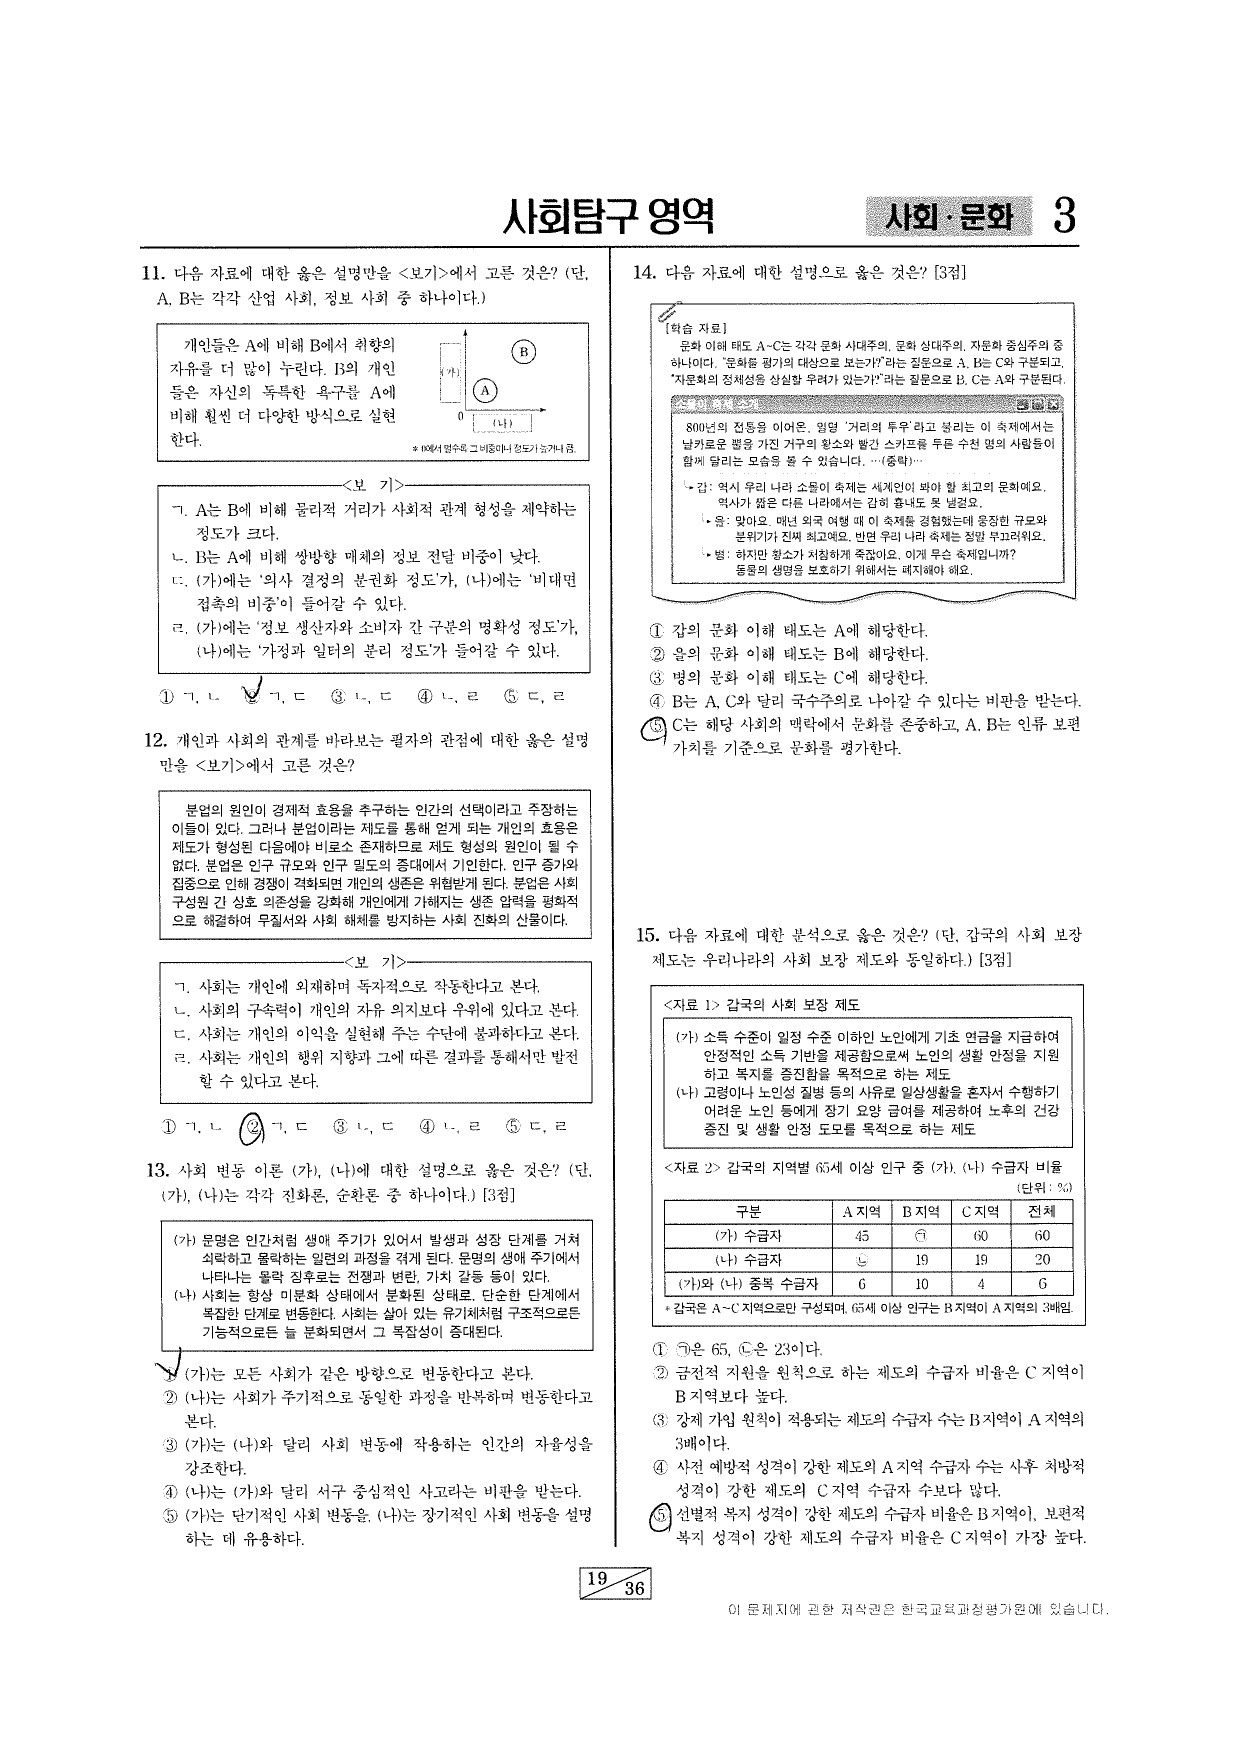 사회탐구 영역
사회·문화 3
11. 다음 자료에 대한 옳은 설명만을 <보기>에서 고른 것은? (단,
A, B는 각각 산업 사회, 정보 사회 중 하나이다.)
개인들은 A에 비해 B에서 취향의
자유를 더 많이 누린다. B의 개인
들은 자신의 독특한 욕구를 A에
비해 훨씬 더 다양한 방식으로 실현
한다.
(가)
B
A
0
(나)
* 0에서 멀수록 그 비중이나 정도가 높거나 큼.
<보 기>
ㄱ. A는 B에 비해 물리적 거리가 사회적 관계 형성을 제약하는
정도가 크다.
ㄴ. B는 A에 비해 쌍방향 매체의 정보 전달 비중이 낮다.
ㄷ. (가)에는 '의사 결정의 분권화 정도'가, (나)에는 '비대면
접촉의 비중'이 들어갈 수 있다.
ㄹ. (가)에는 '정보 생산자와 소비자 간 구분의 명확성 정도'가,
(나)에는 '가정과 일터의 분리 정도'가 들어갈 수 있다.
① ㄱ, ㄴ ② ㄱ, ㄷ ③ ㄴ, ㄷ ④ ㄴ, ㄹ ⑤ ㄷ, ㄹ
12. 개인과 사회의 관계를 바라보는 필자의 관점에 대한 옳은 설명
만을 <보기>에서 고른 것은?
분업의 원인이 경제적 효용을 추구하는 인간의 선택이라고 주장하는
이들이 있다. 그러나 분업이라는 제도를 통해 얻게 되는 개인의 효용은
제도가 형성된 다음에야 비로소 존재하므로 제도 형성의 원인이 될 수
없다. 분업은 인구 규모와 인구 밀도의 증대에서 기인한다. 인구 증가와
집중으로 인해 경쟁이 격화되면 개인의 생존은 위협받게 된다. 분업은 사회
구성원 간 상호 의존성을 강화해 개인에게 가해지는 생존 압력을 평화적
으로 해결하여 무질서와 사회 해체를 방지하는 사회 진화의 산물이다.
<보 기>
ㄱ. 사회는 개인에 외재하며 독자적으로 작동한다고 본다.
ㄴ. 사회의 구속력이 개인의 자유 의지보다 우위에 있다고 본다.
ㄷ. 사회는 개인의 이익을 실현해 주는 수단에 불과하다고 본다.
ㄹ. 사회는 개인의 행위 지향과 그에 따른 결과를 통해서만 발전
할 수 있다고 본다.
① ㄱ, ㄴ ② ㄱ, ㄷ ③ ㄴ, ㄷ ④ ㄴ, ㄹ ⑤ ㄷ, ㄹ
13. 사회 변동 이론 (가), (나)에 대한 설명으로 옳은 것은? (단,
(가), (나)는 각각 진화론, 순환론 중 하나이다.) [3점]
(가) 문명은 인간처럼 생애 주기가 있어서 발생과 성장 단계를 거쳐
쇠락하고 몰락하는 일련의 과정을 겪게 된다. 문명의 생애 주기에서
나타나는 몰락 징후로는 전쟁과 변란, 가치 갈등 등이 있다.
(나) 사회는 항상 미분화 상태에서 분화된 상태로, 단순한 단계에서
복잡한 단계로 변동한다. 사회는 살아 있는 유기체처럼 구조적으로든
기능적으로든 늘 분화되면서 그 복잡성이 증대된다.
① (가)는 모든 사회가 같은 방향으로 변동한다고 본다.
② (나)는 사회가 주기적으로 동일한 과정을 반복하며 변동한다고
본다.
③ (가)는 (나)와 달리 사회 변동에 작용하는 인간의 자율성을
강조한다.
④ (나)는 (가)와 달리 서구 중심적인 사고라는 비판을 받는다.
⑤ (가)는 단기적인 사회 변동을, (나)는 장기적인 사회 변동을 설명
하는 데 유용하다.
14. 다음 자료에 대한 설명으로 옳은 것은? [3점]
[학습 자료]
문화 이해 태도 A~C는 각각 문화 사대주의, 문화 상대주의, 자문화 중심주의 중
하나이다. "문화를 평가의 대상으로 보는가?"라는 질문으로 A, B는 C와 구분되고,
"자문화의 정체성을 상실할 우려가 있는가?"라는 질문으로 B, C는 A와 구분된다.
소몰이 축제 소개
800년의 전통을 이어온, 일명 '거리의 투우'라고 불리는 이 축제에서는
날카로운 뿔을 가진 거구의 황소와 빨간 스카프를 두른 수천 명의 사람들이
함께 달리는 모습을 볼 수 있습니다. …(중략)…
갑: 역시 우리 나라 소몰이 축제는 세계인이 봐야 할 최고의 문화예요.
역사가 짧은 다른 나라에서는 감히 흉내도 못 낼걸요.
을: 맞아요. 매년 외국 여행 때 이 축제를 경험했는데 웅장한 규모와
분위기가 진짜 최고예요. 반면 우리 나라 축제는 정말 부끄러워요.
병: 하지만 황소가 처참하게 죽잖아요. 이게 무슨 축제입니까?
동물의 생명을 보호하기 위해서는 폐지해야 해요.
① 갑의 문화 이해 태도는 A에 해당한다.
② 을의 문화 이해 태도는 B에 해당한다.
③ 병의 문화 이해 태도는 C에 해당한다.
④ B는 A, C와 달리 국수주의로 나아갈 수 있다는 비판을 받는다.
⑤ C는 해당 사회의 맥락에서 문화를 존중하고, A, B는 인류 보편
가치를 기준으로 문화를 평가한다.
15. 다음 자료에 대한 분석으로 옳은 것은? (단, 갑국의 사회 보장
제도는 우리나라의 사회 보장 제도와 동일하다.) [3점]
<자료 1> 갑국의 사회 보장 제도
(가) 소득 수준이 일정 수준 이하인 노인에게 기초 연금을 지급하여
안정적인 소득 기반을 제공함으로써 노인의 생활 안정을 지원
하고 복지를 증진함을 목적으로 하는 제도
(나) 고령이나 노인성 질병 등의 사유로 일상생활을 혼자서 수행하기
어려운 노인 등에게 장기 요양 급여를 제공하여 노후의 건강
증진 및 생활 안정 도모를 목적으로 하는 제도
<자료 2> 갑국의 지역별 65세 이상 인구 중 (가), (나) 수급자 비율
(단위: %)
구분 A 지역 B 지역 C 지역 전체
(가) 수급자 45 ㉠ 60 60
(나) 수급자 ㉡ 19 19 20
(가)와 (나) 중복 수급자 6 10 4 6
* 갑국은 A~C 지역으로만 구성되며, 65세 이상 인구는 B 지역이 A 지역의 3배임.
① ㉠은 65, ㉡은 23이다.
② 금전적 지원을 원칙으로 하는 제도의 수급자 비율은 C 지역이
B 지역보다 높다.
③ 강제 가입 원칙이 적용되는 제도의 수급자 수는 B 지역이 A 지역의
3배이다.
④ 사전 예방적 성격이 강한 제도의 A 지역 수급자 수는 사후 처방적
성격이 강한 제도의 C 지역 수급자 수보다 많다.
⑤ 선별적 복지 성격이 강한 제도의 수급자 비율은 B 지역이, 보편적
복지 성격이 강한 제도의 수급자 비율은 C 지역이 가장 높다.
19 36
이 문제지에 관한 저작권은 한국교육과정평가원에 있습니다.